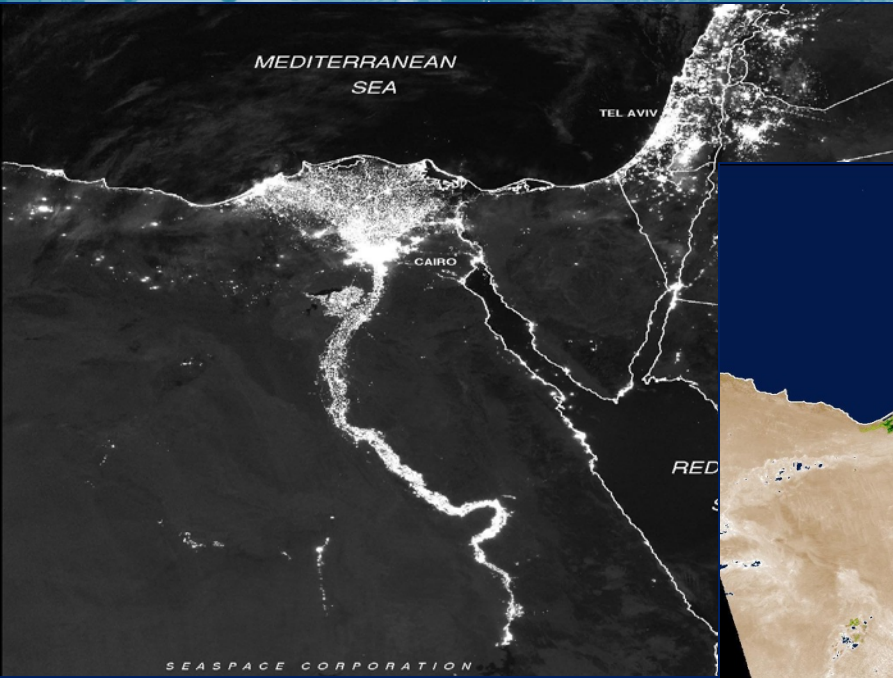 MEDITERRANEAN
SEA
TEL AVIV
CAIRO
RED
S
SEASPACE CORPORATION